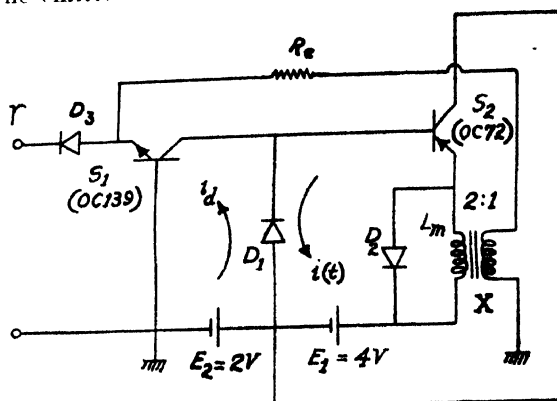 Re
D3
r
S2
(OC72)
S1
(OC139)
id
D1
i(t)
D2
Lm
2:1
X
E2=2V
E1=4V